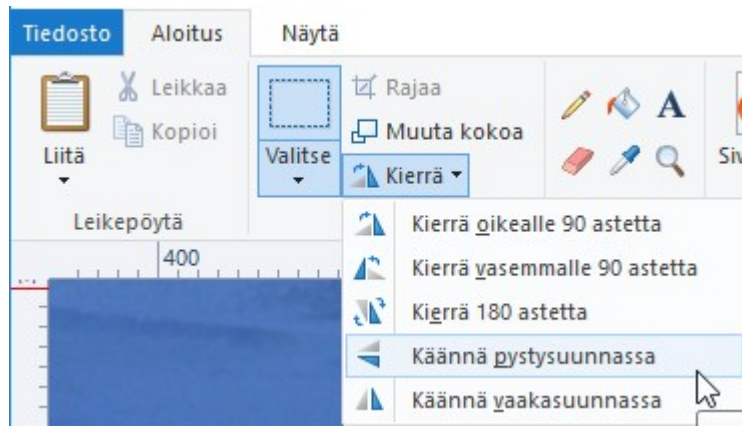 Tiedosto Aloitus Näytä
Leikkaa
Kopioi
Liitä
Leikepöytä
Valitse
Rajaa
Muuta kokoa
Kierrä
A
Kierrä oikealle 90 astetta
Kierrä vasemmalle 90 astetta
Kierrä 180 astetta
Käännä pystysuunnassa
Käännä vaakasuunnassa
400